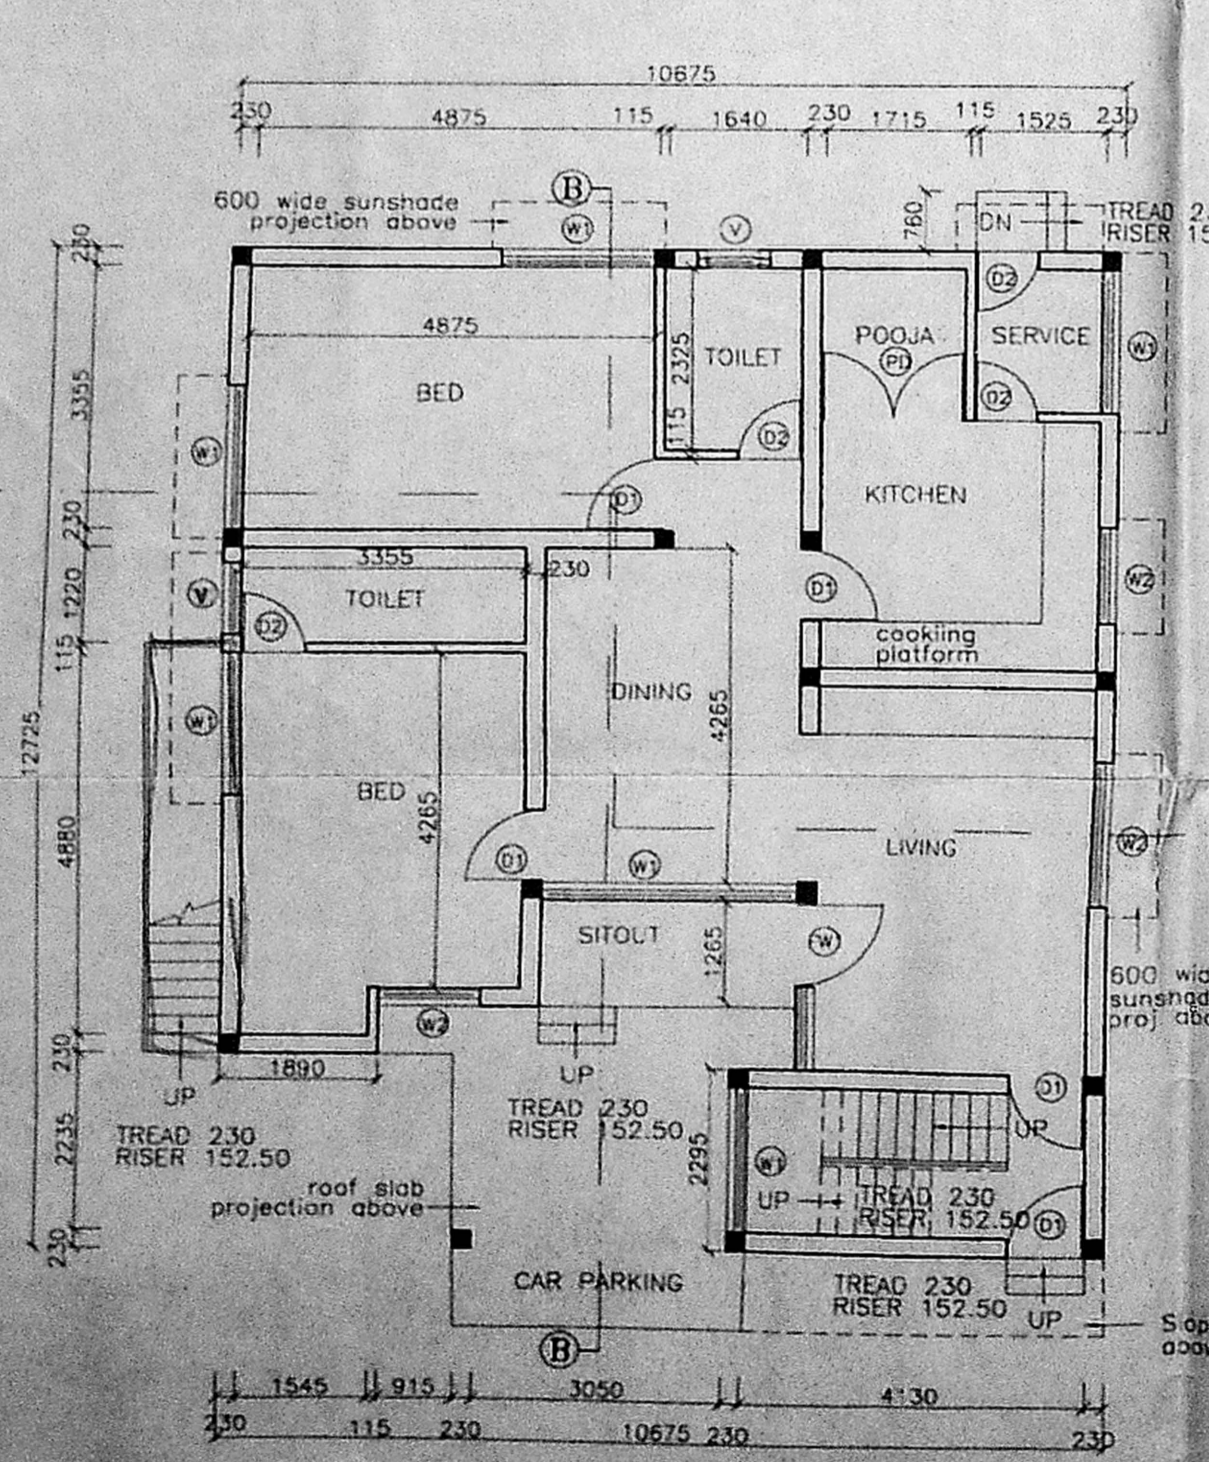 10675
230 4875 115 1640 230 1715 115 1525 230
600 wide sunshade
projection above
B
W1
V
760
DN
TREAD
RISER
230
D2
4875
BED
2325
TOILET
POOJA
PD
SERVICE
W1
3355
115
D2
D2
W1
D1
KITCHEN
230
3355
230
D1
W2
1220
V
TOILET
D2
cookiing
platform
115
W1
DINING
4265
12725
BED
4265
4880
D1
W1
LIVING
W2
SITOUT
1265
FW
600
sunshad
proj
W2
230
1890
UP
UP
D1
TREAD 230
RISER 152.50
TREAD 230
RISER 152.50
UP
2235
2295
W1
roof slab
projection above
UP
TREAD 230
RISER 152.50
D1
230
CAR PARKING
TREAD 230
RISER 152.50
UP
B
1545 915 3050 4130
230 115 230 10675 230 230